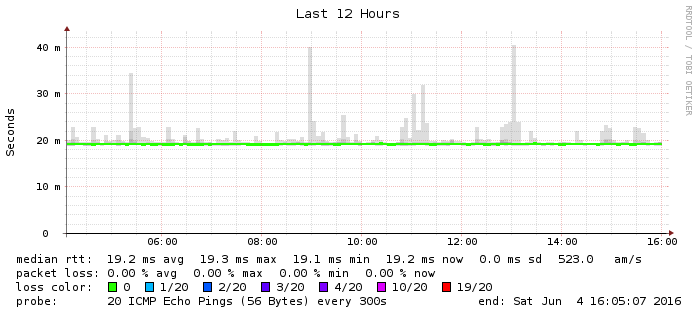 Last 12 Hours
RRDTOOL / TOBI OETIKER
Seconds
40 m
30 m
20 m
10 m
0
06:00 08:00 10:00 12:00 14:00 16:00
median rtt: 19.2 ms avg 19.3 ms max 19.1 ms min 19.2 ms now 0.0 ms sd 523.0 am/s
packet loss: 0.00 % avg 0.00 % max 0.00 % min 0.00 % now
loss color: 0 1/20 2/20 3/20 4/20 10/20 19/20
probe: 20 ICMP Echo Pings (56 Bytes) every 300s end: Sat Jun 4 16:05:07 2016